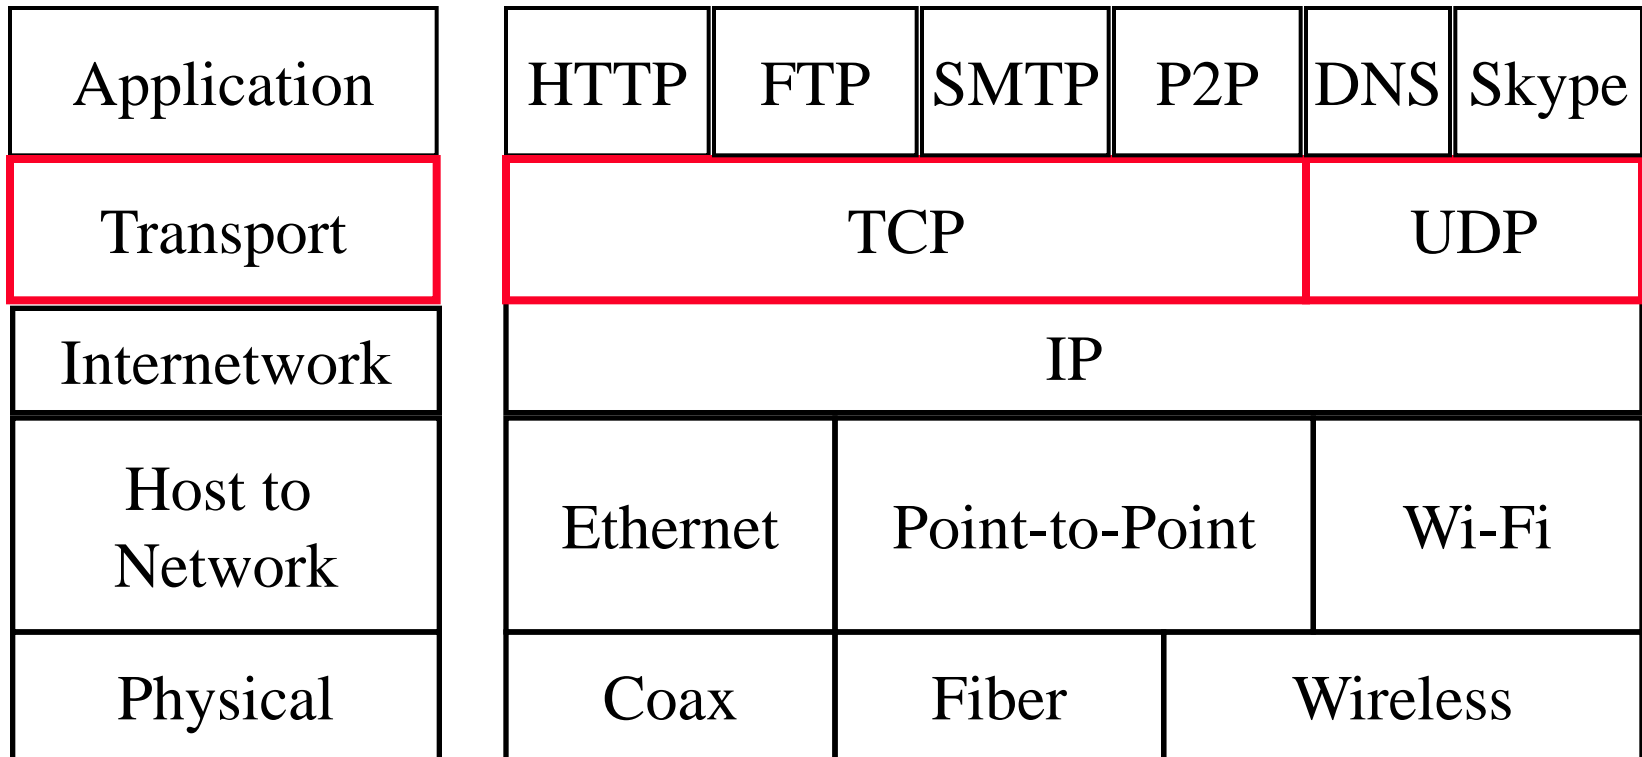 Application
HTTP
FTP
SMTP
P2P
DNS
Skype
Transport
TCP
UDP
Internetwork
IP
Host to
Network
Ethernet
Point-to-Point
Wi-Fi
Physical
Coax
Fiber
Wireless